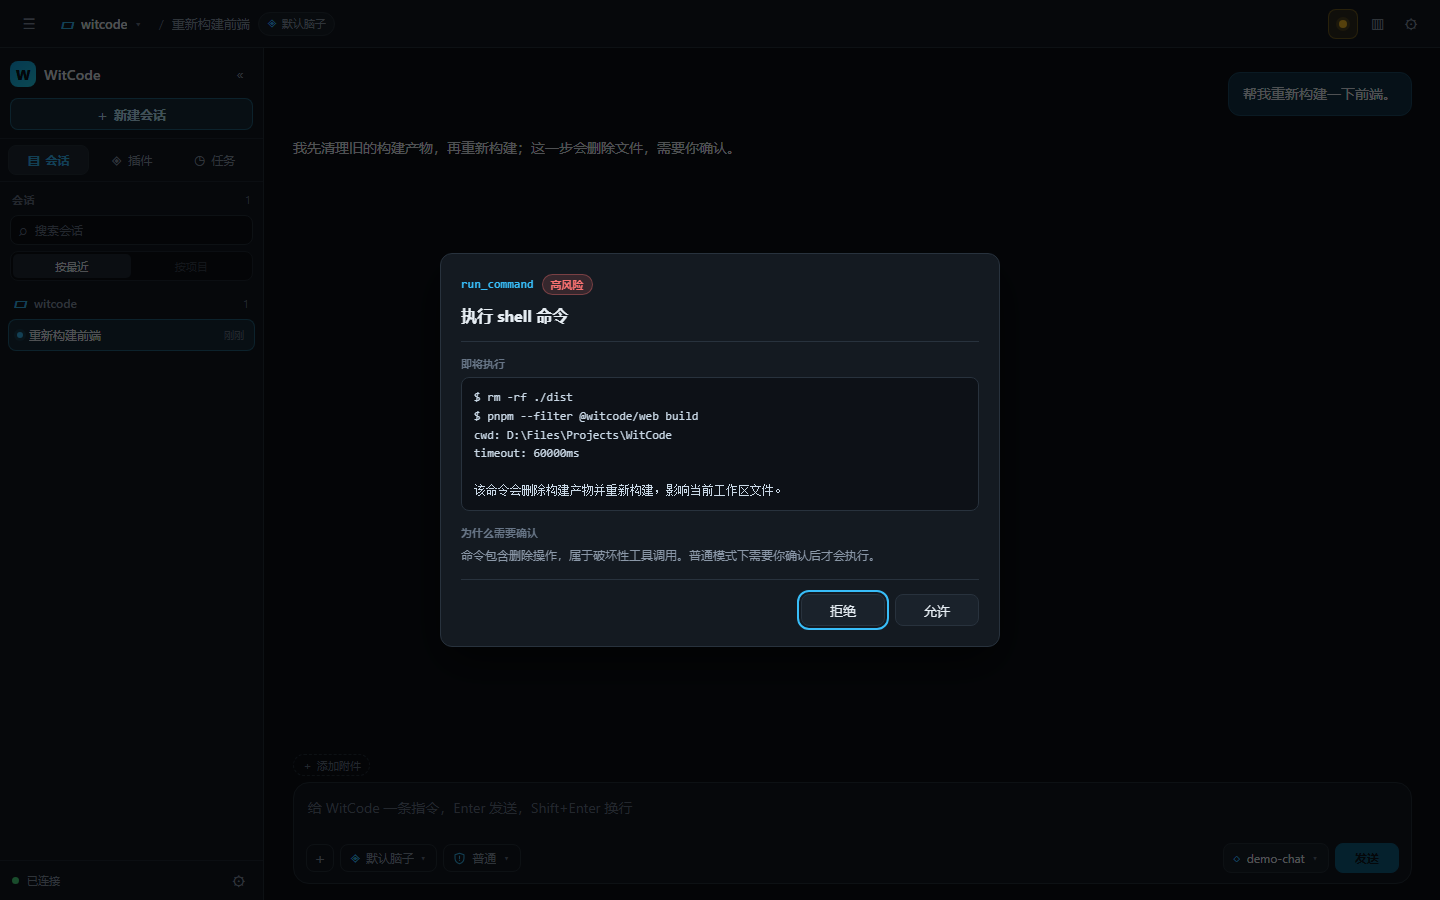 witcode / 重新构建前端 默认脑子
W WitCode «
+ 新建会话
会话 插件 任务
会话 1
搜索会话
按最近 按项目
witcode 1
重新构建前端 刚刚
已连接
帮我重新构建一下前端。
我先清理旧的构建产物，再重新构建；这一步会删除文件，需要你确认。
run_command 高风险
执行 shell 命令
即将执行
$ rm -rf ./dist
$ pnpm --filter @witcode/web build
cwd: D:\Files\Projects\WitCode
timeout: 60000ms
该命令会删除构建产物并重新构建，影响当前工作区文件。
为什么需要确认
命令包含删除操作，属于破坏性工具调用。普通模式下需要你确认后才会执行。
拒绝 允许
+ 添加附件
给 WitCode 一条指令，Enter 发送，Shift+Enter 换行
+ 默认脑子 普通 demo-chat 发送